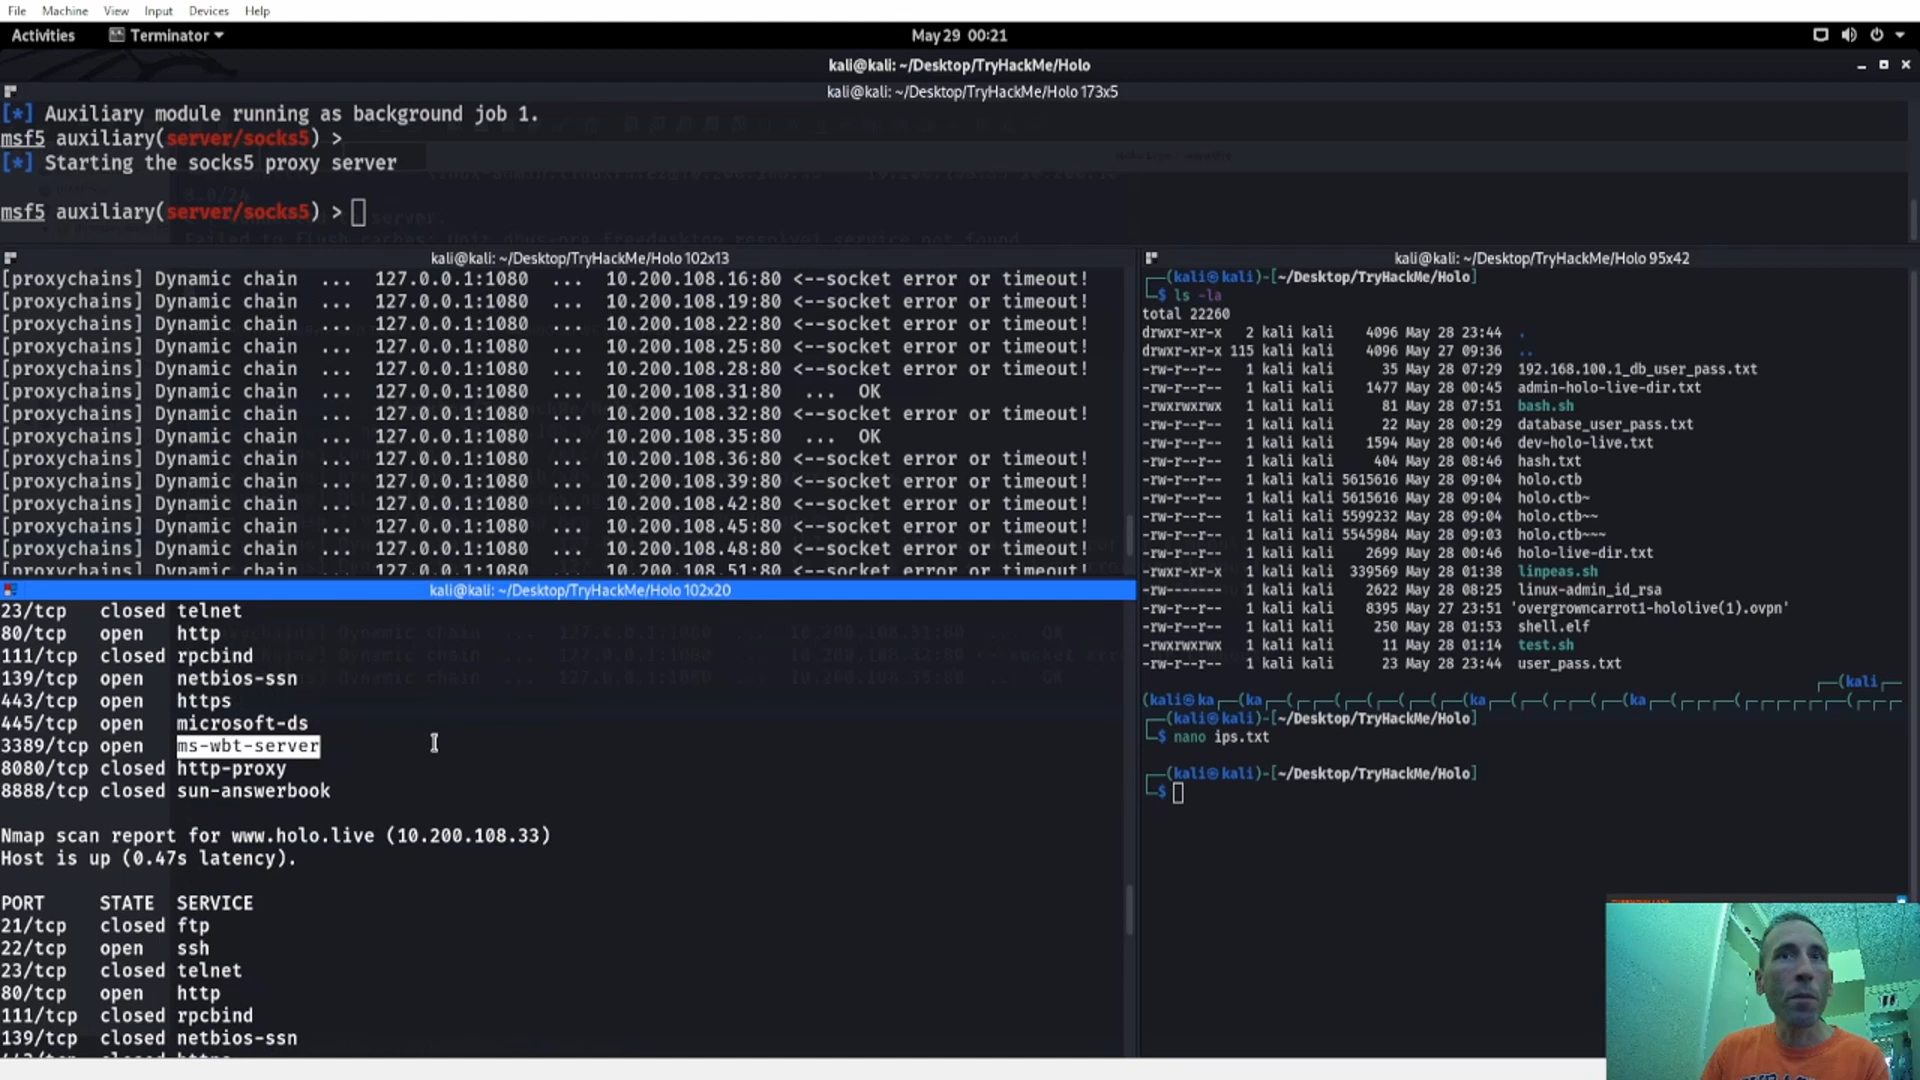 File Machine View Input Devices Help
Activities Terminator May 29 00:21
kali@kali: ~/Desktop/TryHackMe/Holo
kali@kali: ~/Desktop/TryHackMe/Holo 173x5
[*] Auxiliary module running as background job 1.
msf5 auxiliary(server/socks5) >
[*] Starting the socks5 proxy server
msf5 auxiliary(server/socks5) >
kali@kali: ~/Desktop/TryHackMe/Holo 102x13
[proxychains] Dynamic chain ... 127.0.0.1:1080 ... 10.200.108.16:80 <--socket error or timeout!
[proxychains] Dynamic chain ... 127.0.0.1:1080 ... 10.200.108.19:80 <--socket error or timeout!
[proxychains] Dynamic chain ... 127.0.0.1:1080 ... 10.200.108.22:80 <--socket error or timeout!
[proxychains] Dynamic chain ... 127.0.0.1:1080 ... 10.200.108.25:80 <--socket error or timeout!
[proxychains] Dynamic chain ... 127.0.0.1:1080 ... 10.200.108.28:80 <--socket error or timeout!
[proxychains] Dynamic chain ... 127.0.0.1:1080 ... 10.200.108.31:80 ... OK
[proxychains] Dynamic chain ... 127.0.0.1:1080 ... 10.200.108.32:80 <--socket error or timeout!
[proxychains] Dynamic chain ... 127.0.0.1:1080 ... 10.200.108.35:80 ... OK
[proxychains] Dynamic chain ... 127.0.0.1:1080 ... 10.200.108.36:80 <--socket error or timeout!
[proxychains] Dynamic chain ... 127.0.0.1:1080 ... 10.200.108.39:80 <--socket error or timeout!
[proxychains] Dynamic chain ... 127.0.0.1:1080 ... 10.200.108.42:80 <--socket error or timeout!
[proxychains] Dynamic chain ... 127.0.0.1:1080 ... 10.200.108.45:80 <--socket error or timeout!
[proxychains] Dynamic chain ... 127.0.0.1:1080 ... 10.200.108.48:80 <--socket error or timeout!
[proxychains] Dynamic chain ... 127.0.0.1:1080 ... 10.200.108.51:80 <--socket error or timeout!
kali@kali: ~/Desktop/TryHackMe/Holo 102x20
23/tcp closed telnet
80/tcp open http
111/tcp closed rpcbind
139/tcp open netbios-ssn
443/tcp open https
445/tcp open microsoft-ds
3389/tcp open ms-wbt-server
8080/tcp closed http-proxy
8888/tcp closed sun-answerbook
Nmap scan report for www.holo.live (10.200.108.33)
Host is up (0.47s latency).
PORT STATE SERVICE
21/tcp closed ftp
22/tcp open ssh
23/tcp closed telnet
80/tcp open http
111/tcp closed rpcbind
139/tcp closed netbios-ssn
kali@kali: ~/Desktop/TryHackMe/Holo 95x42
(kali㉿kali)-[~/Desktop/TryHackMe/Holo]
$ ls -la
total 22260
drwxr-xr-x 2 kali kali 4096 May 28 23:44 .
drwxr-xr-x 115 kali kali 4096 May 27 09:36 ..
-rw-r--r-- 1 kali kali 35 May 28 07:29 192.168.100.1_db_user_pass.txt
-rw-r--r-- 1 kali kali 1477 May 28 00:45 admin-holo-live-dir.txt
-rwxrwxrwx 1 kali kali 81 May 28 07:51 bash.sh
-rw-r--r-- 1 kali kali 22 May 28 00:29 database_user_pass.txt
-rw-r--r-- 1 kali kali 1594 May 28 00:46 dev-holo-live.txt
-rw-r--r-- 1 kali kali 404 May 28 08:46 hash.txt
-rw-r--r-- 1 kali kali 5615616 May 28 09:04 holo.ctb
-rw-r--r-- 1 kali kali 5615616 May 28 09:04 holo.ctb~
-rw-r--r-- 1 kali kali 5599232 May 28 09:04 holo.ctb~~
-rw-r--r-- 1 kali kali 5545984 May 28 09:03 holo.ctb~~~
-rw-r--r-- 1 kali kali 2699 May 28 00:46 holo-live-dir.txt
-rwxr-xr-x 1 kali kali 339569 May 28 01:38 linpeas.sh
-rw------- 1 kali kali 2622 May 28 08:25 linux-admin_id_rsa
-rw-r--r-- 1 kali kali 8395 May 27 23:51 'overgrowncarrot1-hololive(1).ovpn'
-rw-r--r-- 1 kali kali 250 May 28 01:53 shell.elf
-rwxrwxrwx 1 kali kali 11 May 28 01:14 test.sh
-rw-r--r-- 1 kali kali 23 May 28 23:44 user_pass.txt
(kali
(kali㉿ka (ka ( ( ( ( ( (ka ( ( ( (ka ( (
(kali㉿kali)-[~/Desktop/TryHackMe/Holo]
$ nano ips.txt
(kali㉿kali)-[~/Desktop/TryHackMe/Holo]
$